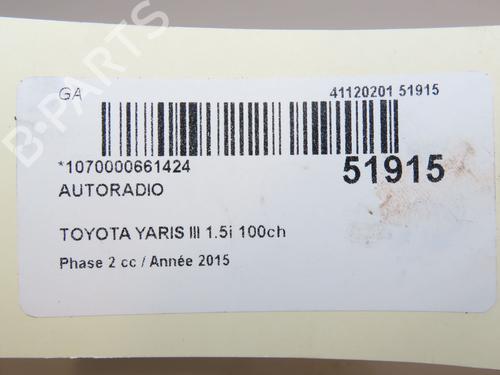 B-PARTS
GA
41120201 51915
*1070000661424
51915
AUTORADIO
TOYOTA YARIS III 1.5i 100ch
Phase 2 cc / Année 2015